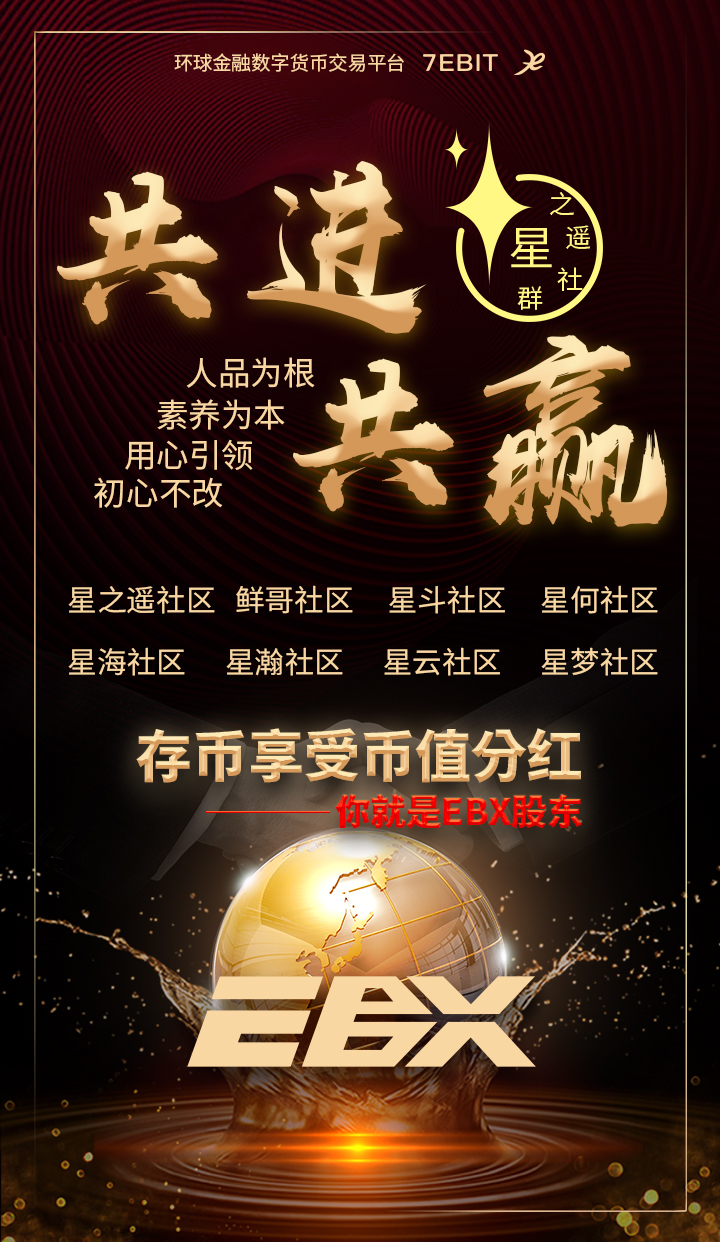 环球金融数字货币交易平台 7EBIT
共进
星之遥社群
共赢
人品为根
素养为本
用心引领
初心不改
星之遥社区 鲜哥社区 星斗社区 星何社区
星海社区 星瀚社区 星云社区 星梦社区
存币享受币值分红
你就是EBX股东
EBX